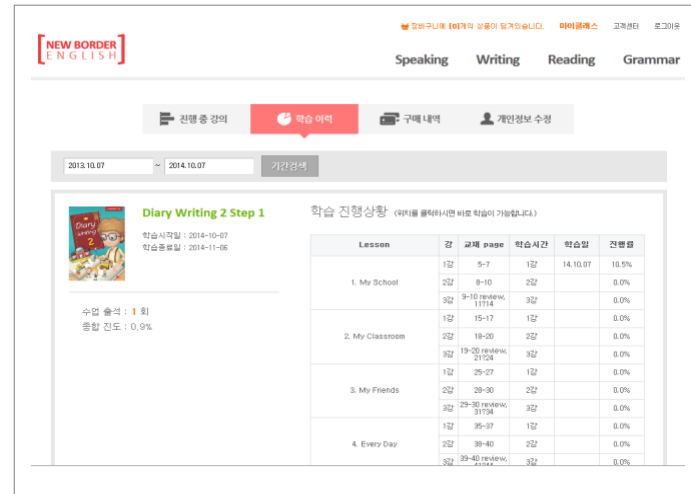 장바구니에 [0]개의 상품이 담겨있습니다. 마이클래스 고객센터 로그아웃
NEW BORDER
ENGLISH
Speaking Writing Reading Grammar
진행 중 강의 학습 이력 구매 내역 개인정보 수정
2013.10.07 ~ 2014.10.07 기간검색
Diary Writing 2 Step 1
학습시작일 : 2014-10-07
학습종료일 : 2014-11-06
수업 출석 : 1 회
종합 진도 : 0.9%
학습 진행상황 (위치를 클릭하시면 바로 학습이 가능합니다.)
Lesson 강 교재 page 학습시간 학습일 진행률
1강 5-7 1강 14.10.07 10.5%
1. My School 2강 8-10 2강 0.0%
3강 9-10 review, 11?14 3강 0.0%
1강 15-17 1강 0.0%
2. My Classroom 2강 18-20 2강 0.0%
3강 19-20 review, 21?24 3강 0.0%
1강 25-27 1강 0.0%
3. My Friends 2강 28-30 2강 0.0%
3강 29-30 review, 31?34 3강 0.0%
1강 35-37 1강 0.0%
4. Every Day 2강 38-40 2강 0.0%
3강 39-40 review, 3강 0.0%